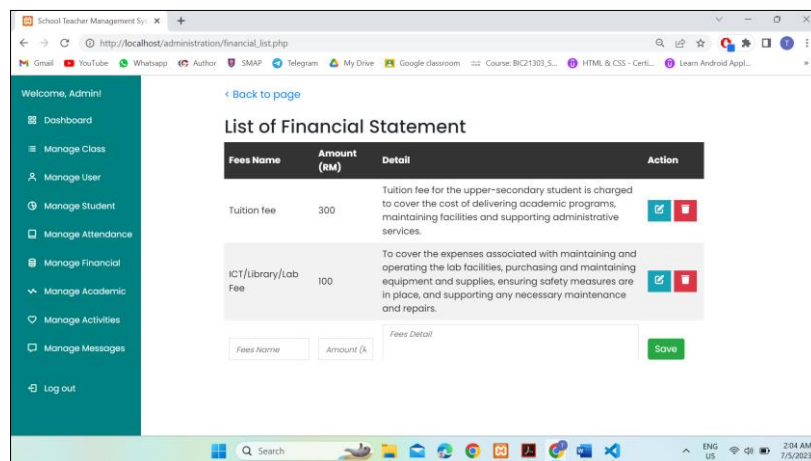 School Teacher Management Sy
http://localhost/administration/financial_list.php
Gmail YouTube Whatsapp Author SMAP Telegram My Drive Google classroom Course: BIC21303_S... HTML & CSS - Certi... Learn Android Appl... »
Welcome, Admin!
Dashboard
Manage Class
Manage User
Manage Student
Manage Attendance
Manage Financial
Manage Academic
Manage Activities
Manage Messages
Log out
< Back to page
List of Financial Statement
Fees Name Amount (RM) Detail Action
Tuition fee 300
Tuition fee for the upper-secondary student is charged
to cover the cost of delivering academic programs,
maintaining facilities and supporting administrative
services.
ICT/Library/Lab
Fee
100
To cover the expenses associated with maintaining and
operating the lab facilities, purchasing and maintaining
equipment and supplies, ensuring safety measures are
in place, and supporting any necessary maintenance
and repairs.
Fees Name Amount ( Fees Detail Save
Search
ENG
US
2:04 AM
7/5/202